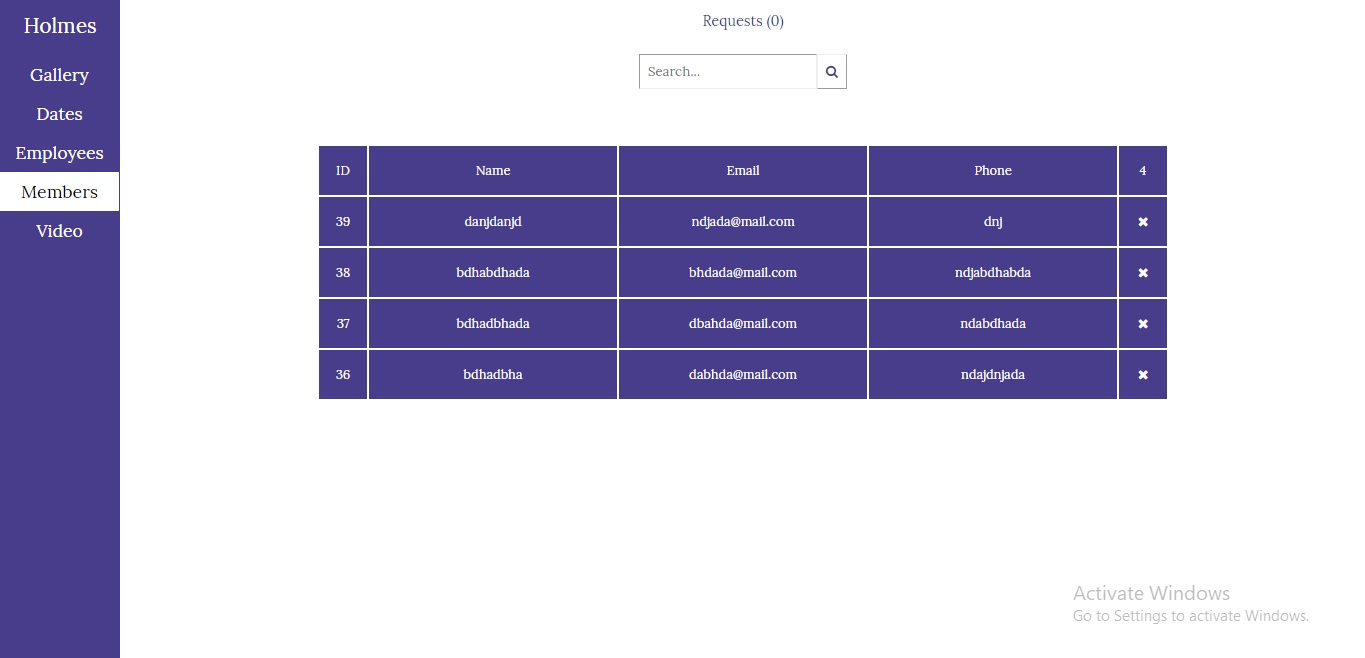 Holmes
Gallery
Dates
Employees
Members
Video
Requests (0)
Search...
ID Name Email Phone 4
39 danjdanjd ndjada@mail.com dnj ✖
38 bdhabdhada bhdada@mail.com ndjabdhabda ✖
37 bdhadbhada dbahda@mail.com ndabdhada ✖
36 bdhadbha dabhda@mail.com ndajdnjada ✖
Activate Windows
Go to Settings to activate Windows.